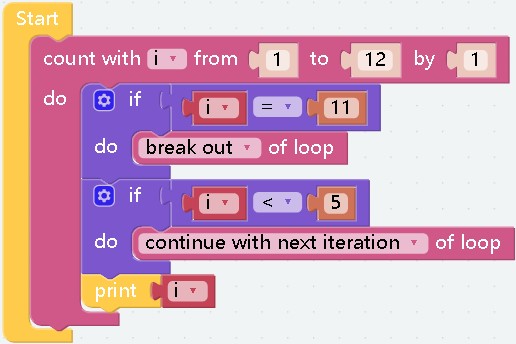 Start
count with i from 1 to 12 by 1
do if i = 11
do break out of loop
if i < 5
do continue with next iteration of loop
print i